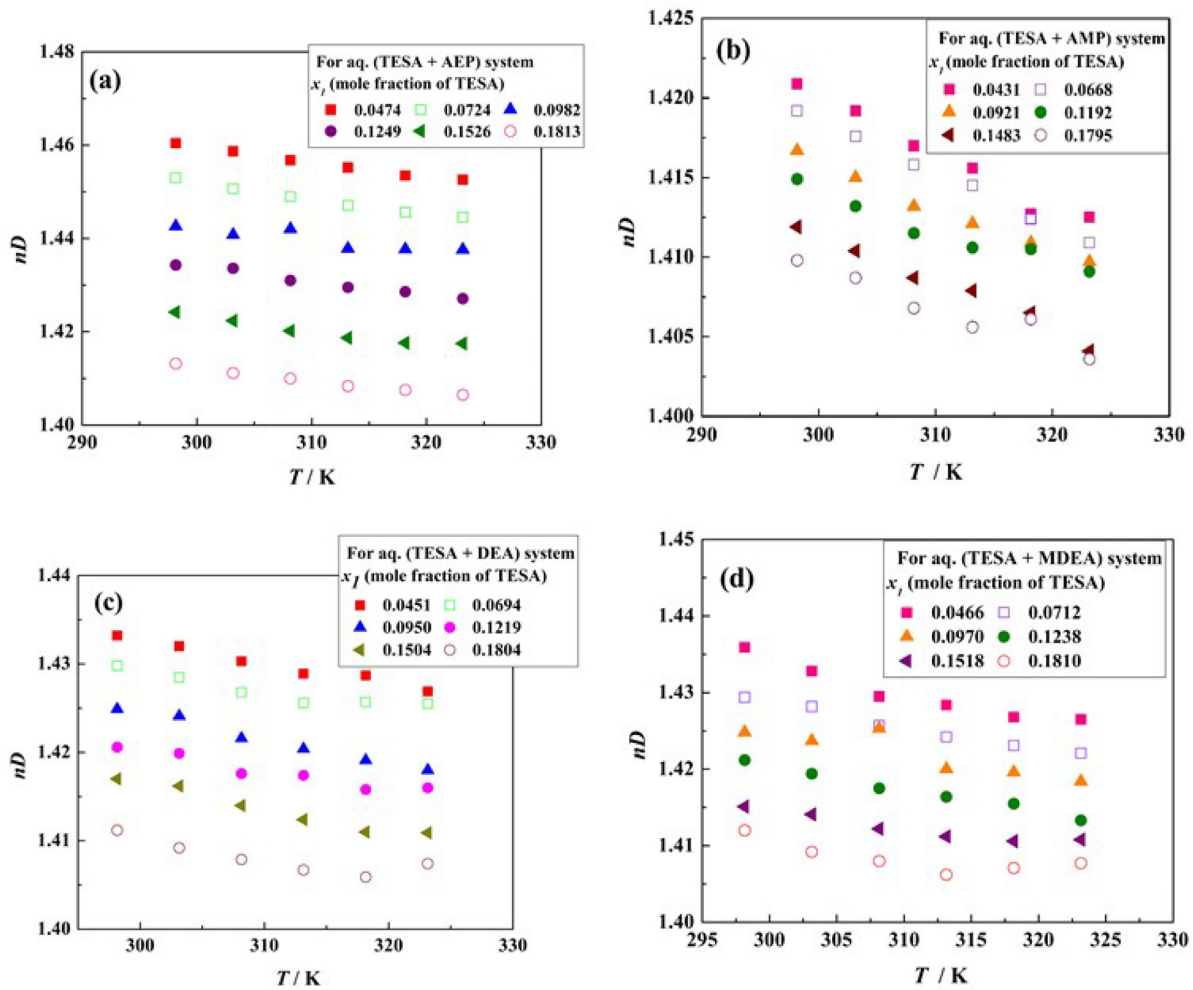 (a)
For aq. (TESA + AEP) system
x1 (mole fraction of TESA)
0.0474 0.0724 0.0982
0.1249 0.1526 0.1813
1.48
1.46
1.44
1.42
1.40
nD
290 300 310 320 330
T / K
(b)
For aq. (TESA + AMP) system
x1 (mole fraction of TESA)
0.0431 0.0668
0.0921 0.1192
0.1483 0.1795
1.425
1.420
1.415
1.410
1.405
1.400
nD
290 300 310 320 330
T / K
(c)
For aq. (TESA + DEA) system
x1 (mole fraction of TESA)
0.0451 0.0694
0.0950 0.1219
0.1504 0.1804
1.44
1.43
1.42
1.41
1.40
nD
300 310 320 330
T / K
(d)
For aq. (TESA + MDEA) system
x1 (mole fraction of TESA)
0.0466 0.0712
0.0970 0.1238
0.1518 0.1810
1.45
1.44
1.43
1.42
1.41
1.40
nD
295 300 305 310 315 320 325 330
T / K